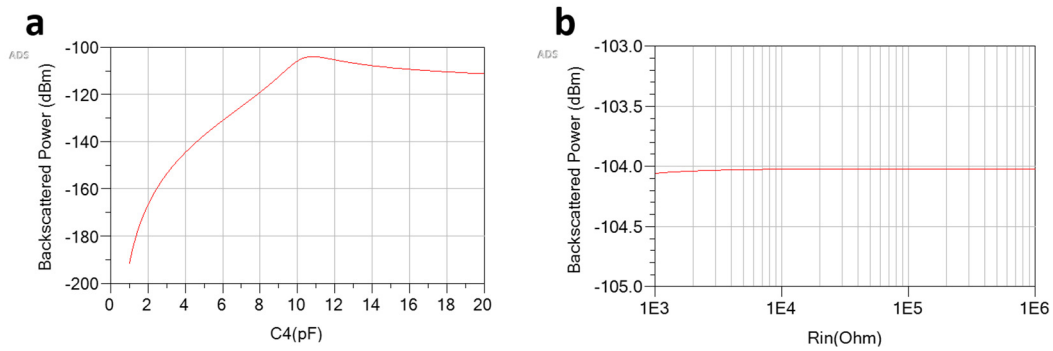 a
ADS
Backscattered Power (dBm)
-100
-120
-140
-160
-180
-200
0 2 4 6 8 10 12 14 16 18 20
C4(pF)
b
ADS
Backscattered Power (dBm)
-103.0
-103.5
-104.0
-104.5
-105.0
1E3 1E4 1E5 1E6
Rin(Ohm)